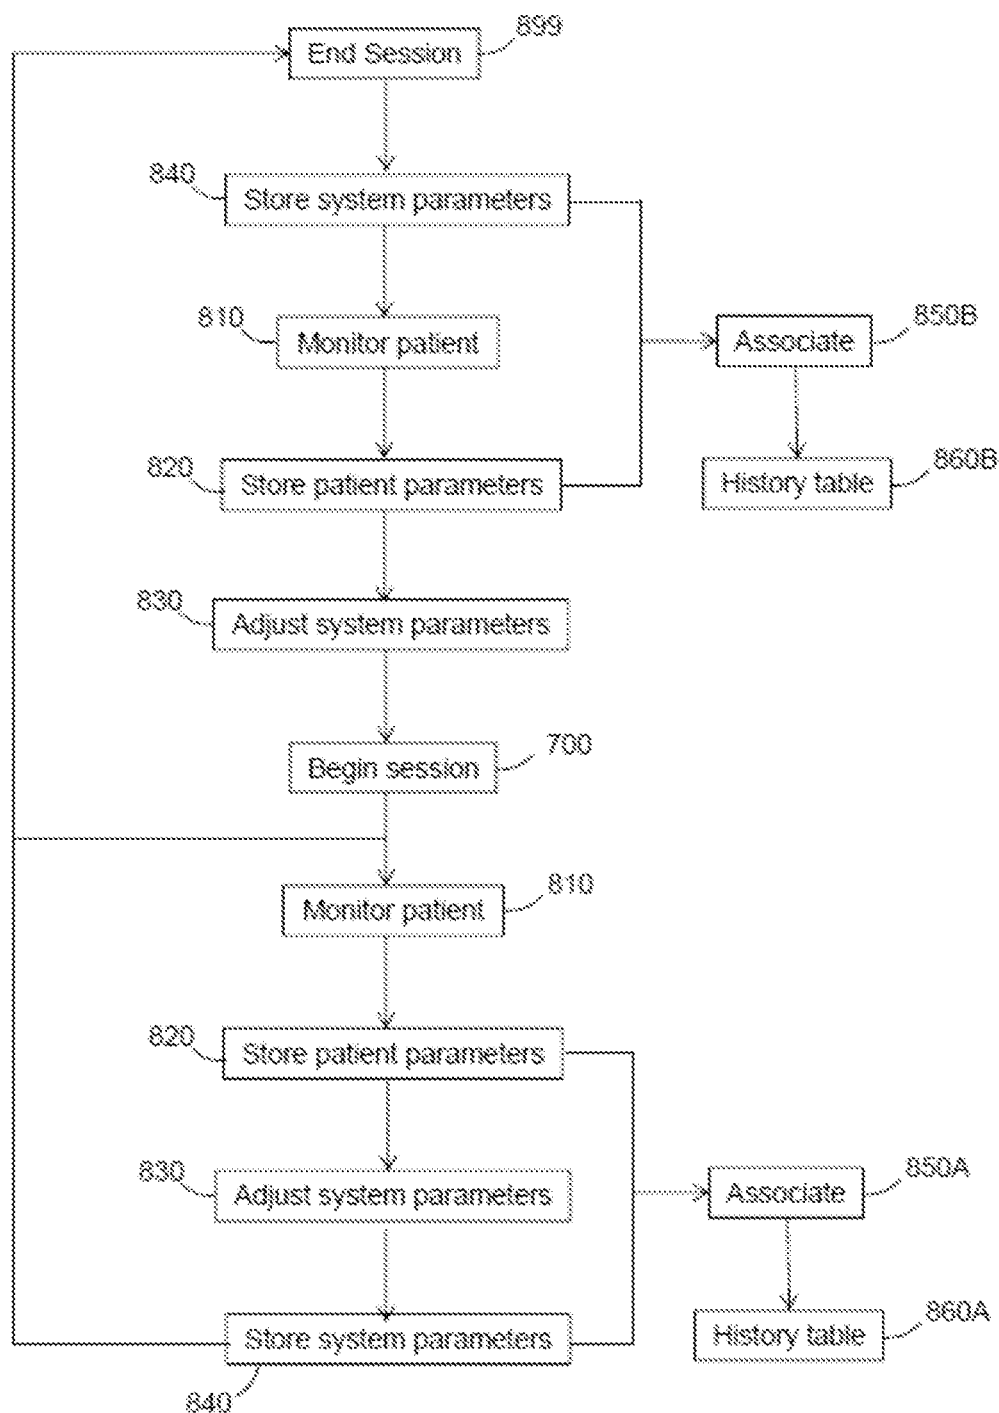 899
End Session
840
Store system parameters
810
Monitor patient
850B
Associate
820
Store patient parameters
860B
History table
830
Adjust system parameters
700
Begin session
810
Monitor patient
820
Store patient parameters
830
Adjust system parameters
850A
Associate
860A
History table
Store system parameters
840